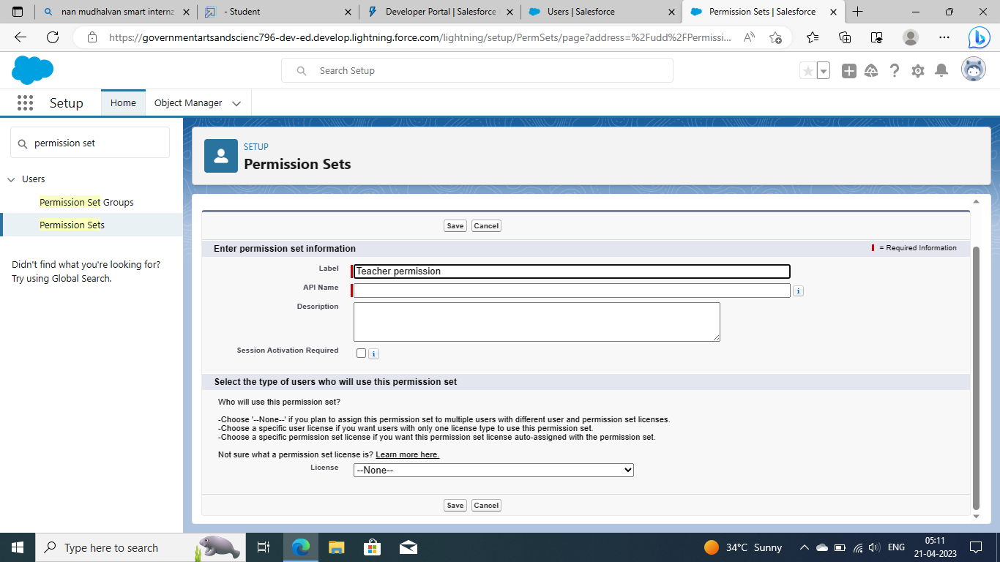 nan mudhalvan smart internz
- Student
Developer Portal | Salesforce
Users | Salesforce
Permission Sets | Salesforce
https://governmentartsandscienc796-dev-ed.develop.lightning.force.com/lightning/setup/PermSets/page?address=%2Fudd%2FPermissi...
Search Setup
Setup
Home
Object Manager
permission set
Users
Permission Set Groups
Permission Sets
Didn't find what you're looking for?
Try using Global Search.
SETUP
Permission Sets
Save Cancel
Enter permission set information
= Required Information
Label Teacher permission
API Name
Description
Session Activation Required
Select the type of users who will use this permission set
Who will use this permission set?
-Choose '--None--' if you plan to assign this permission set to multiple users with different user and permission set licenses.
-Choose a specific user license if you want users with only one license type to use this permission set.
-Choose a specific permission set license if you want this permission set license auto-assigned with the permission set.
Not sure what a permission set license is? Learn more here.
License --None--
Save Cancel
Type here to search
34°C Sunny
ENG
05:11
21-04-2023